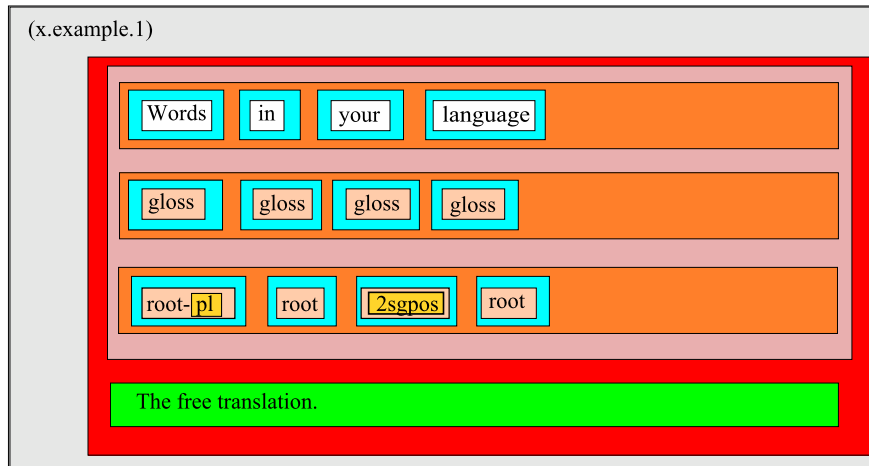 (x.example.1)
Words in your language
gloss gloss gloss gloss
root-pl root 2sgpos root
The free translation.